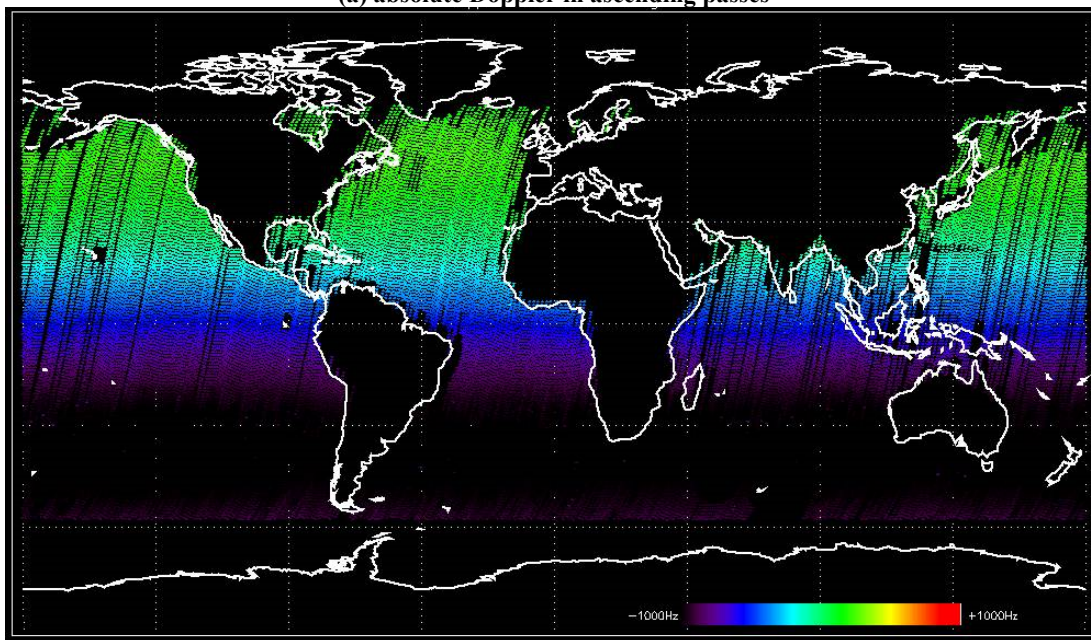 (a) absolute Doppler in ascending passes
−1000Hz
+1000Hz